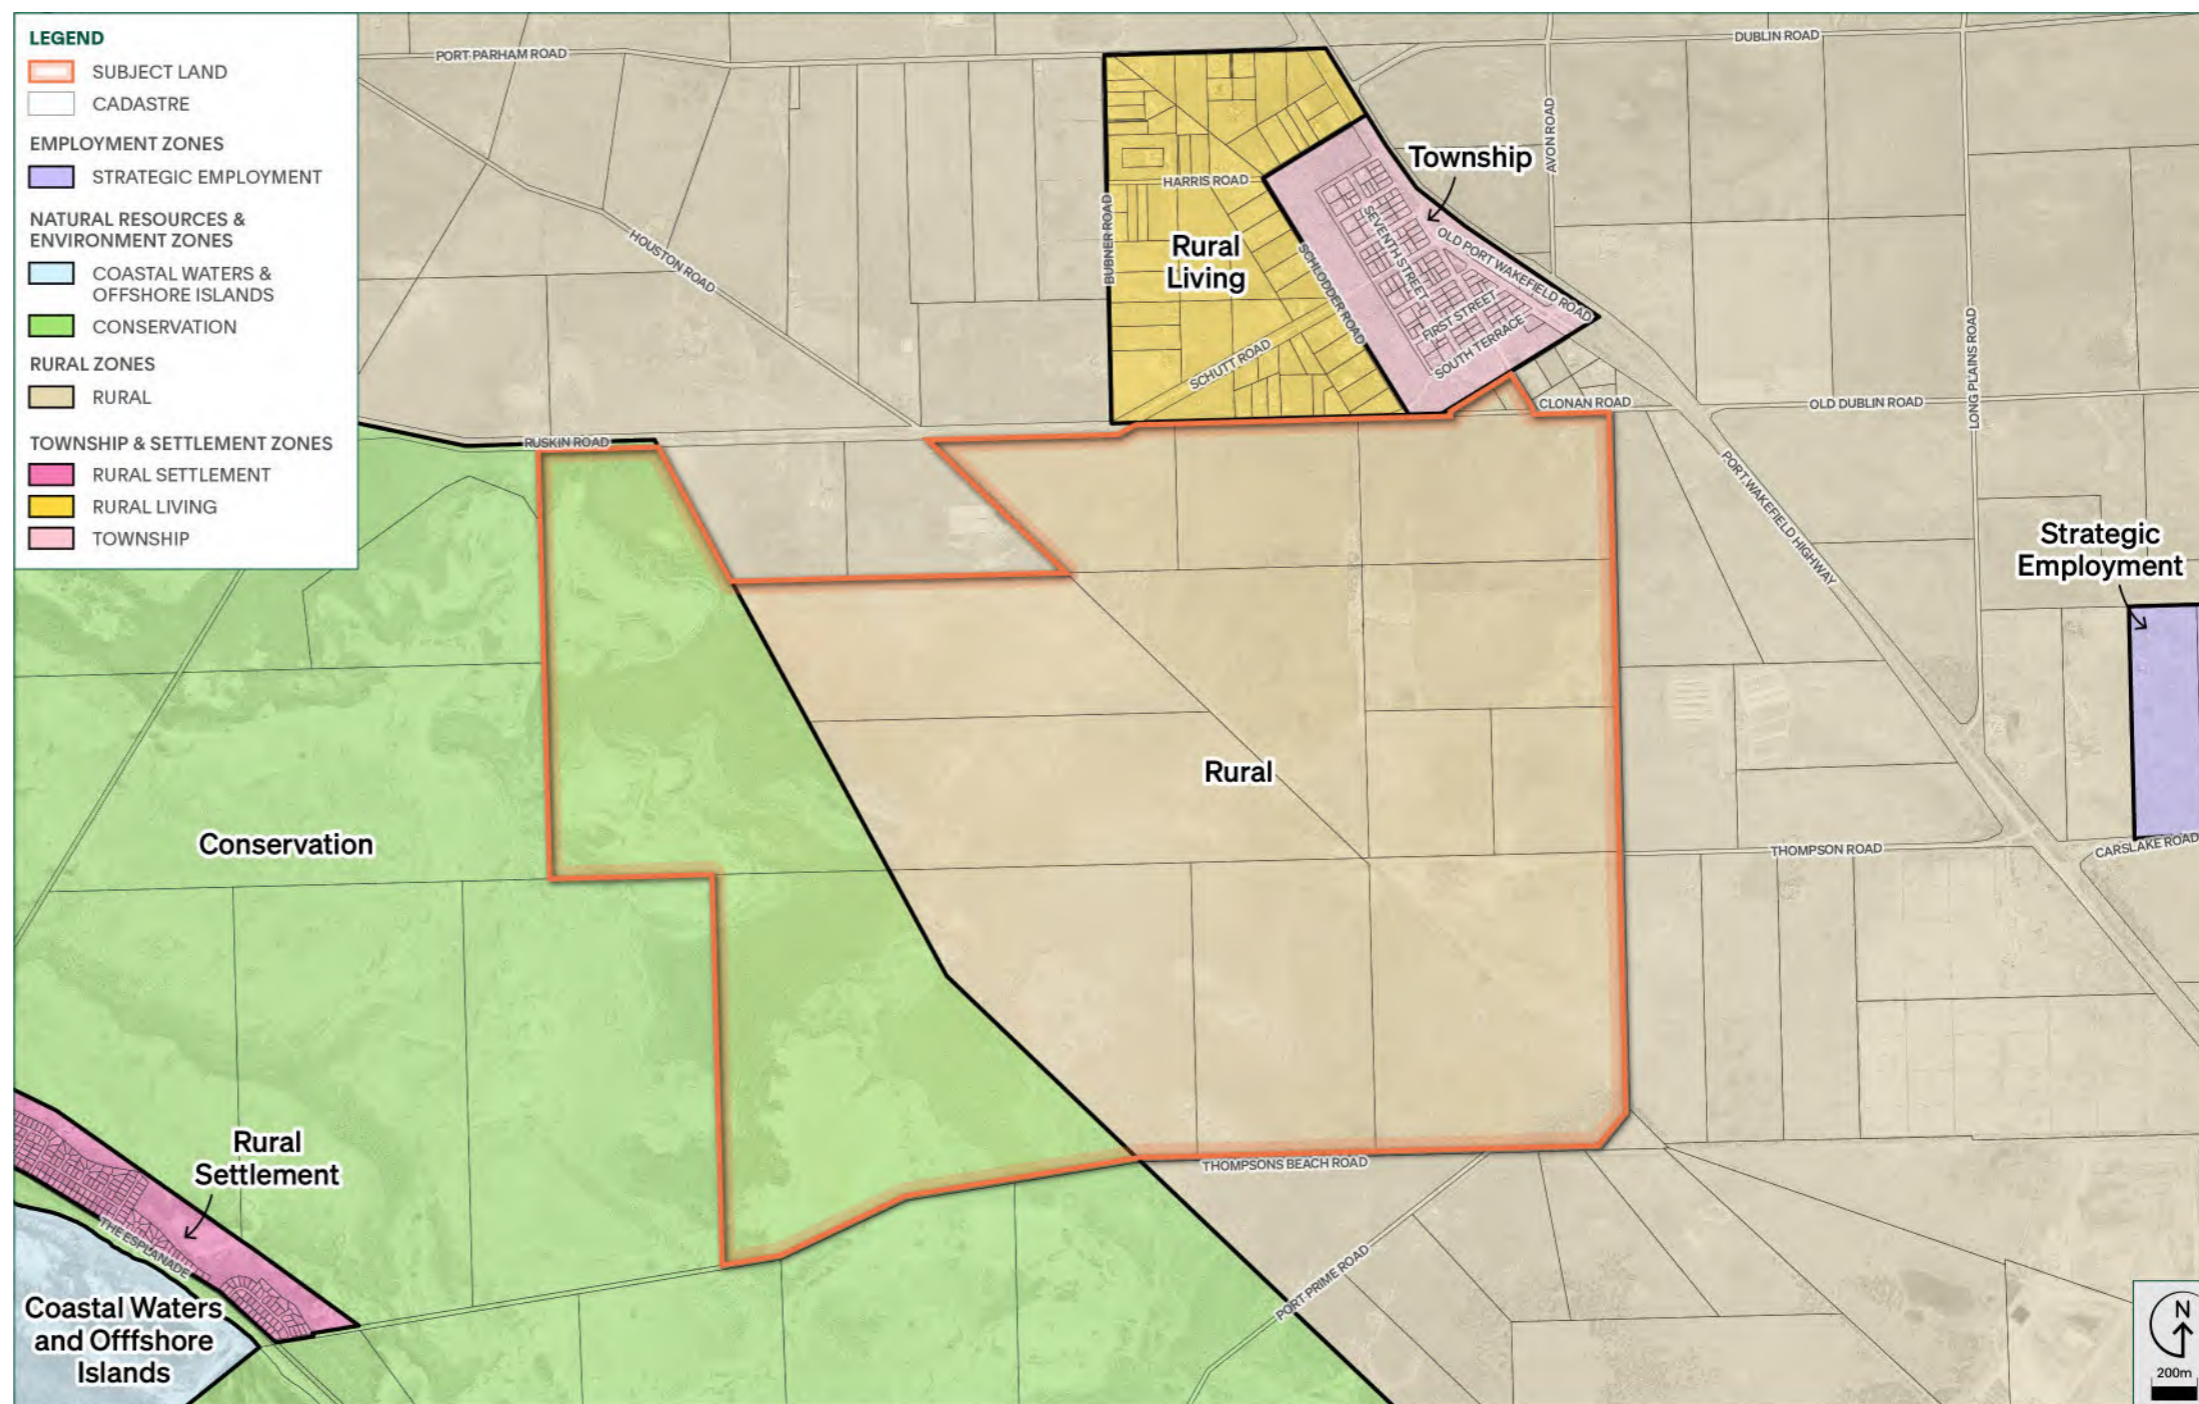 LEGEND
SUBJECT LAND
CADASTRE
EMPLOYMENT ZONES
STRATEGIC EMPLOYMENT
NATURAL RESOURCES &
ENVIRONMENT ZONES
COASTAL WATERS &
OFFSHORE ISLANDS
CONSERVATION
RURAL ZONES
RURAL
TOWNSHIP & SETTLEMENT ZONES
RURAL SETTLEMENT
RURAL LIVING
TOWNSHIP
PORT PARHAM ROAD
DUBLIN ROAD
AVON ROAD
Township
HARRIS ROAD
BUBNER ROAD
HOUSTON ROAD
Rural
Living
SEVENTH STREET
OLD PORT WAKEFIELD ROAD
SCHLODDER ROAD
FIRST STREET
SOUTH TERRACE
SCHUTT ROAD
LONG PLAINS ROAD
CLONAN ROAD
OLD DUBLIN ROAD
RUSKIN ROAD
PORT WAKEFIELD HIGHWAY
Strategic
Employment
Rural
Conservation
THOMPSON ROAD
CARSLAKE ROAD
Rural
Settlement
THOMPSONS BEACH ROAD
THE ESPLANADE
PORT PRIME ROAD
Coastal Waters
and Offfshore
Islands
N
200m